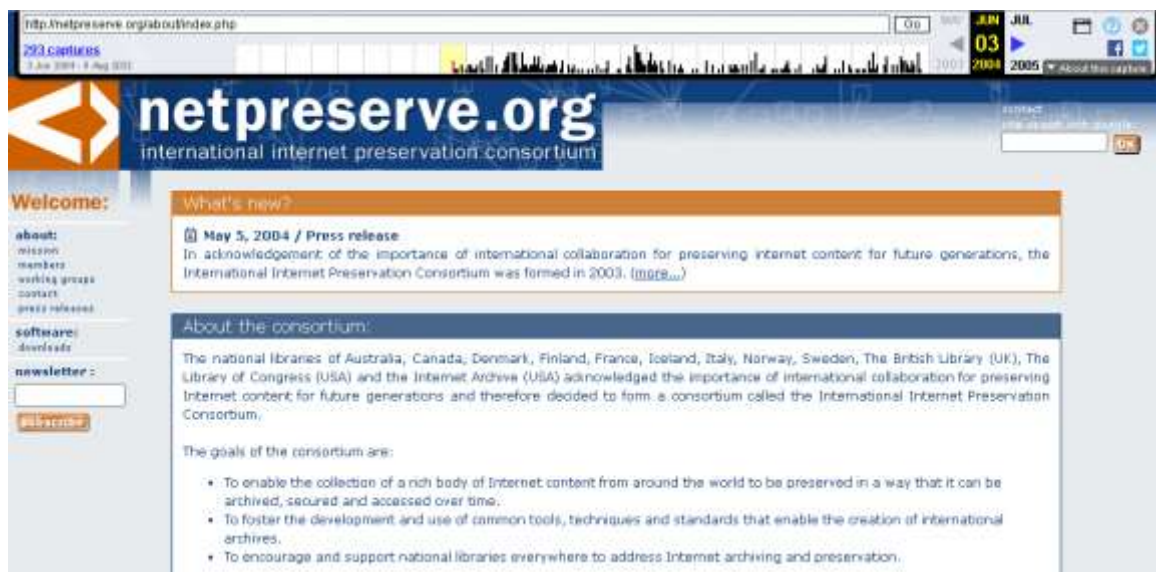 http://netpreserve.org/about/index.php
Go
JUN
JUL
293 captures
03
2003
2004
2005
About this capture
netpreserve.org
international internet preservation consortium
contact
OK
Welcome:
about:
mission
members
working groups
contact
press releases
software:
downloads
newsletter :
subscribe
What's new?
May 5, 2004 / Press release
In acknowledgement of the importance of international collaboration for preserving internet content for future generations, the
International Internet Preservation Consortium was formed in 2003. (more...)
About the consortium:
The national libraries of Australia, Canada, Denmark, Finland, France, Iceland, Italy, Norway, Sweden, The British Library (UK), The
Library of Congress (USA) and the Internet Archive (USA) acknowledged the importance of international collaboration for preserving
Internet content for future generations and therefore decided to form a consortium called the International Internet Preservation
Consortium.
The goals of the consortium are:
• To enable the collection of a rich body of Internet content from around the world to be preserved in a way that it can be
archived, secured and accessed over time.
• To foster the development and use of common tools, techniques and standards that enable the creation of international
archives.
• To encourage and support national libraries everywhere to address Internet archiving and preservation.